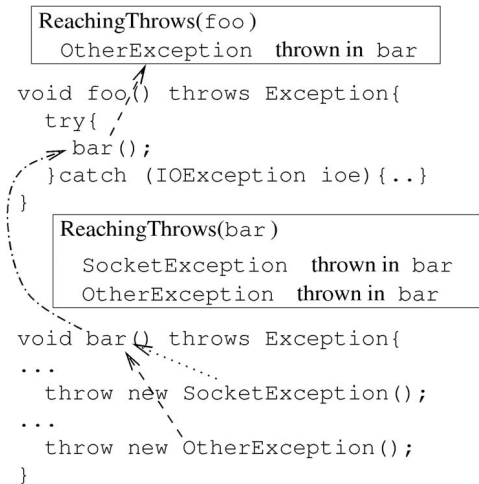 ReachingThrows(foo)
OtherException thrown in bar
void foo() throws Exception{
try{
bar();
}catch (IOException ioe){..}
}
ReachingThrows(bar)
SocketException thrown in bar
OtherException thrown in bar
void bar() throws Exception{
...
throw new SocketException();
...
throw new OtherException();
}